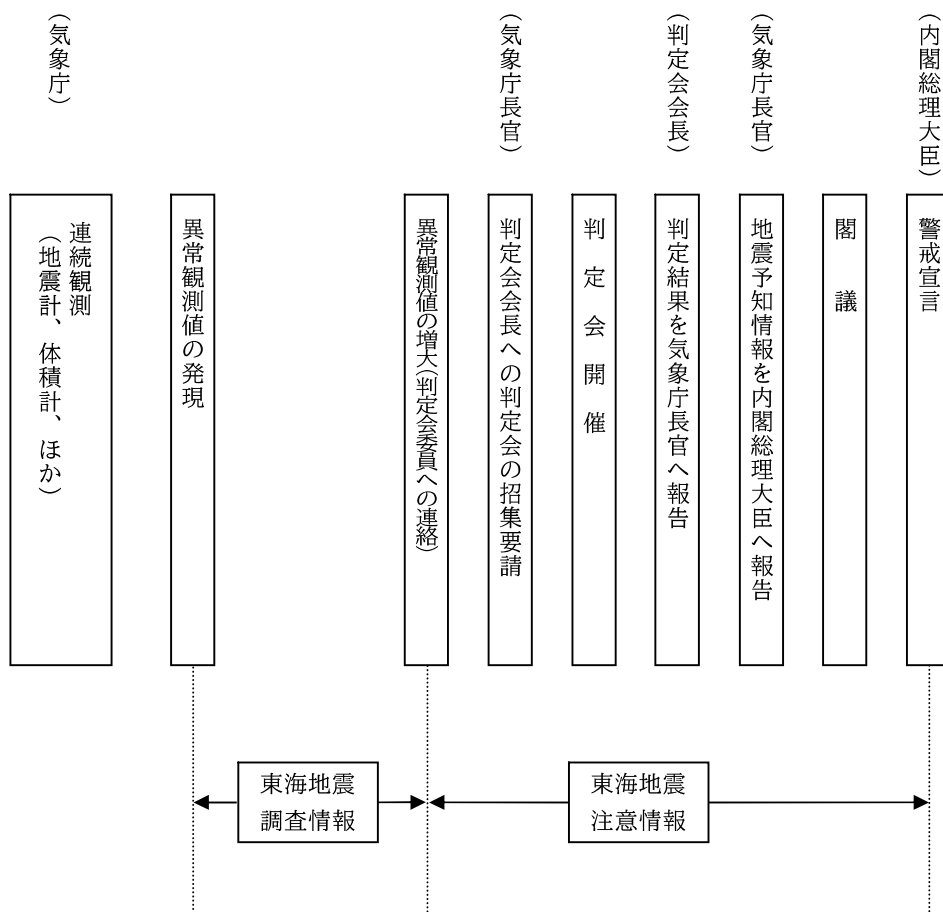 （気象庁）
（気象庁長官）
（判定会会長）
（気象庁長官）
（内閣総理大臣）
連続観測
（地震計、体積計、ほか）
異常観測値の発現
異常観測値の増大（判定会委員への連絡）
判定会会長への判定会の招集要請
判定会開催
判定結果を気象庁長官へ報告
地震予知情報を内閣総理大臣へ報告
閣議
警戒宣言
東海地震
調査情報
東海地震
注意情報